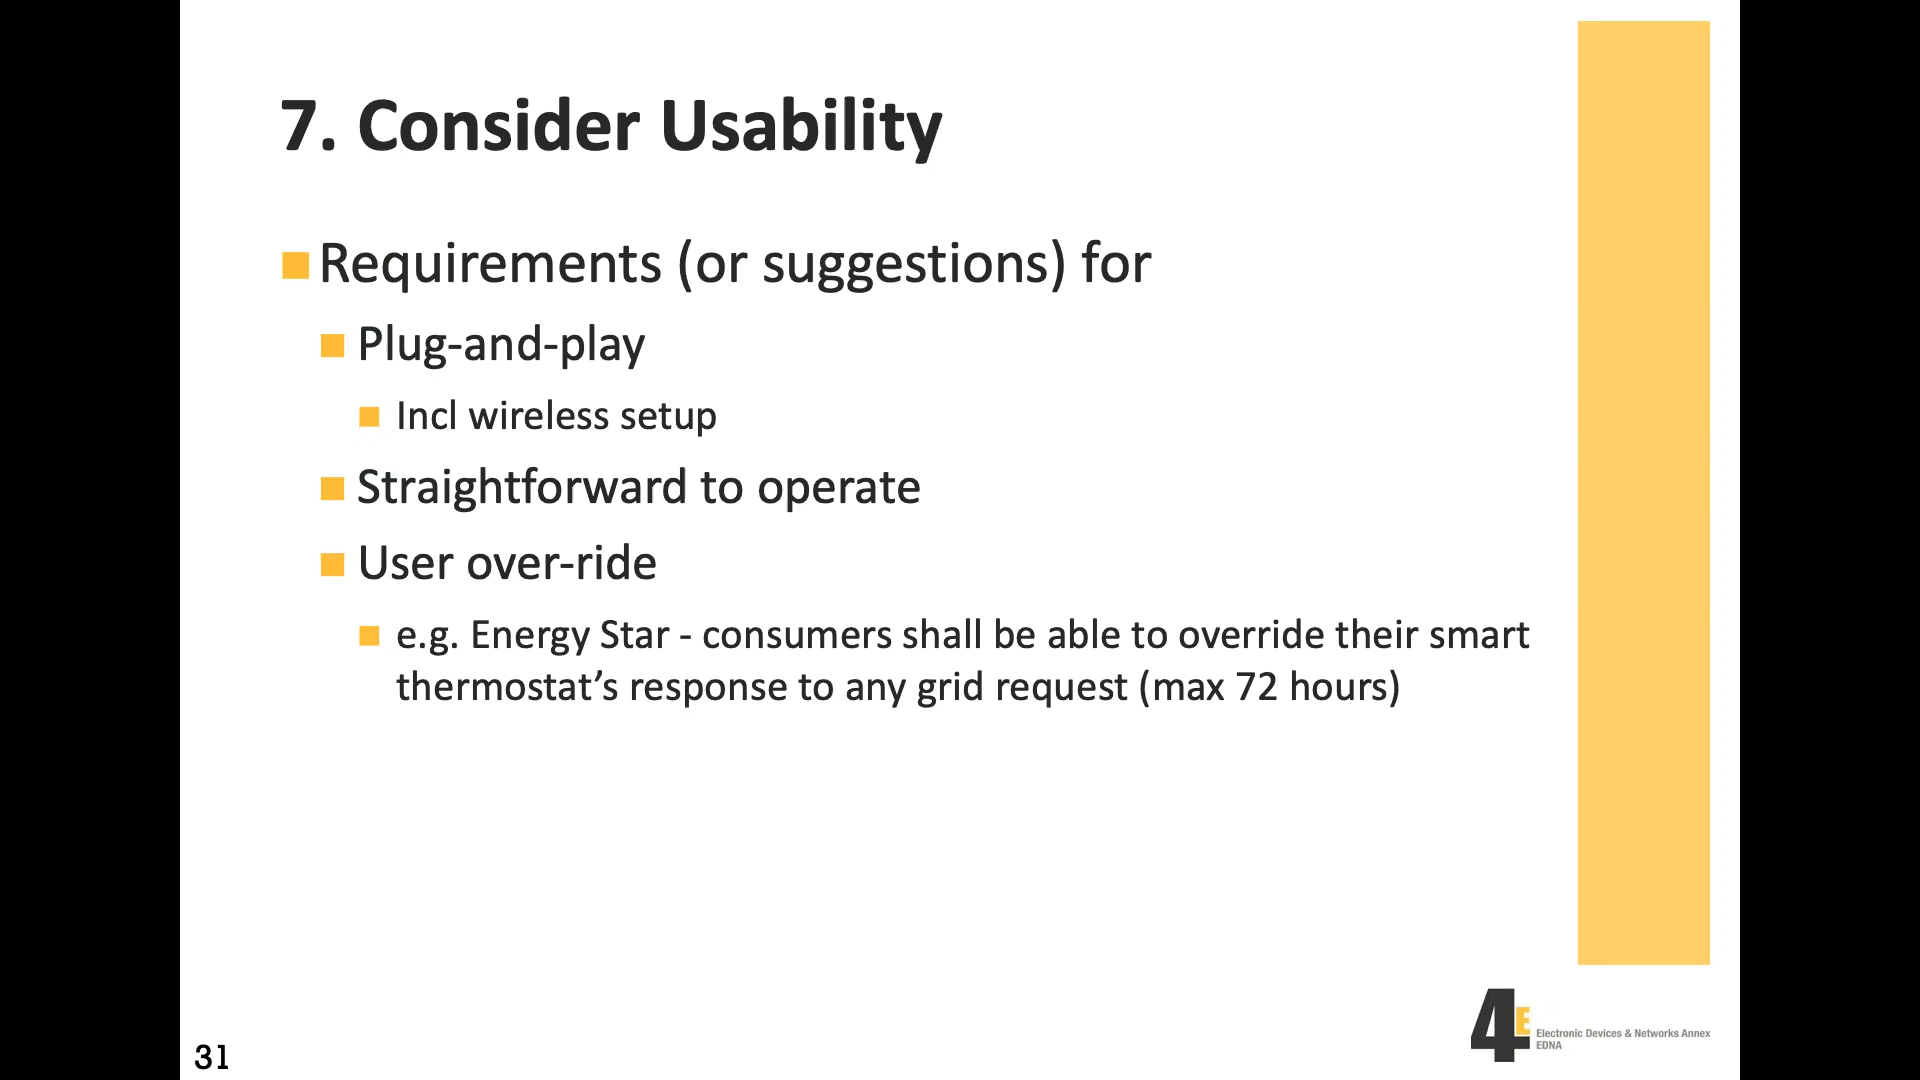 7. Consider Usability
Requirements (or suggestions) for
Plug-and-play
Incl wireless setup
Straightforward to operate
User over-ride
e.g. Energy Star - consumers shall be able to override their smart
thermostat’s response to any grid request (max 72 hours)
4E
Electronic Devices & Networks Annex
EDNA
31